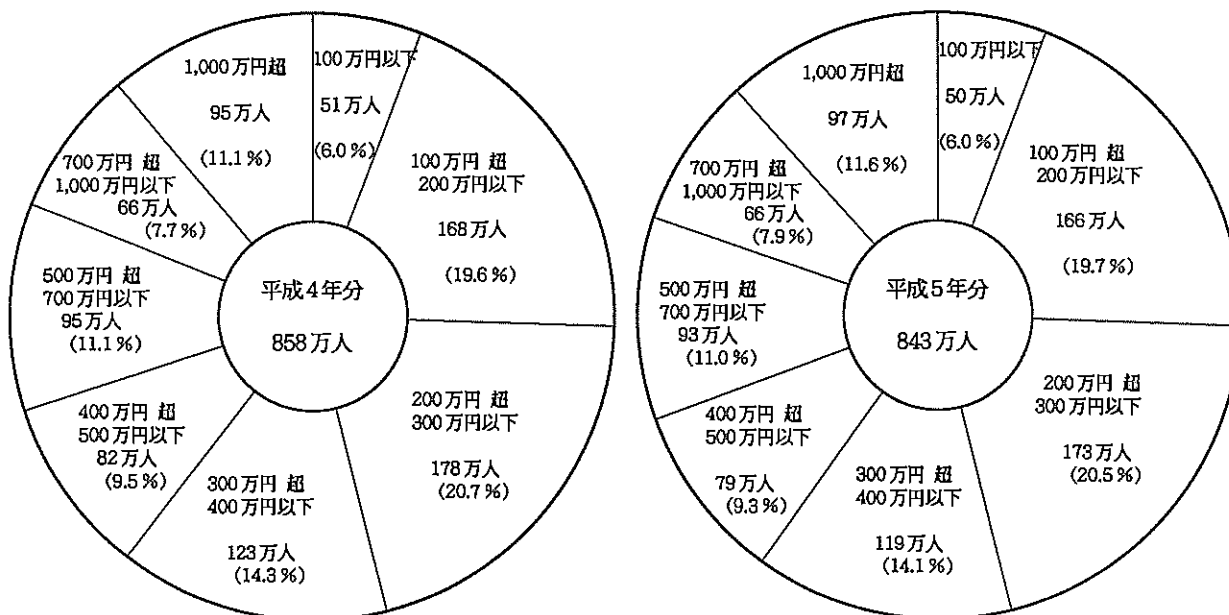 平成4年分
858万人
100万円以下
51万人
(6.0%)
100万円 超
200万円以下
168万人
(19.6%)
200万円 超
300万円以下
178万人
(20.7%)
300万円 超
400万円以下
123万人
(14.3%)
400万円 超
500万円以下
82万人
(9.5%)
500万円 超
700万円以下
95万人
(11.1%)
700万円 超
1,000万円以下
66万人
(7.7%)
1,000万円超
95万人
(11.1%)
平成5年分
843万人
100万円以下
50万人
(6.0%)
100万円 超
200万円以下
166万人
(19.7%)
200万円 超
300万円以下
173万人
(20.5%)
300万円 超
400万円以下
119万人
(14.1%)
400万円 超
500万円以下
79万人
(9.3%)
500万円 超
700万円以下
93万人
(11.0%)
700万円 超
1,000万円以下
66万人
(7.9%)
1,000万円超
97万人
(11.6%)